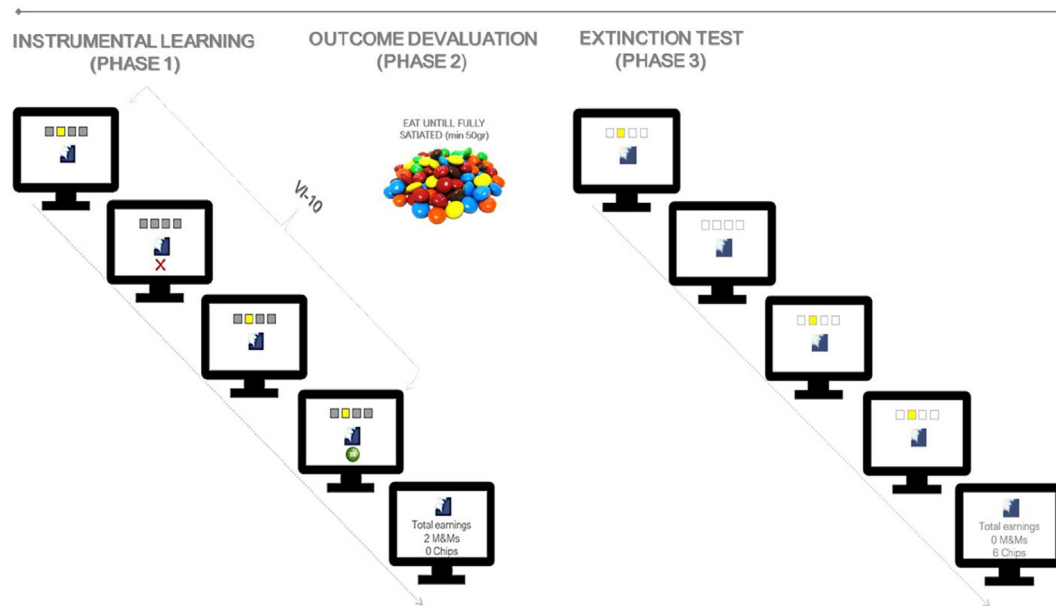 INSTRUMENTAL LEARNING
(PHASE 1)
OUTCOME DEVALUATION
(PHASE 2)
EXTINCTION TEST
(PHASE 3)
EAT UNTILL FULLY
SATIATED (min 50gr)
VI-10
X
Total earnings
2 M&Ms
0 Chips
Total earnings
0 M&Ms
6 Chips